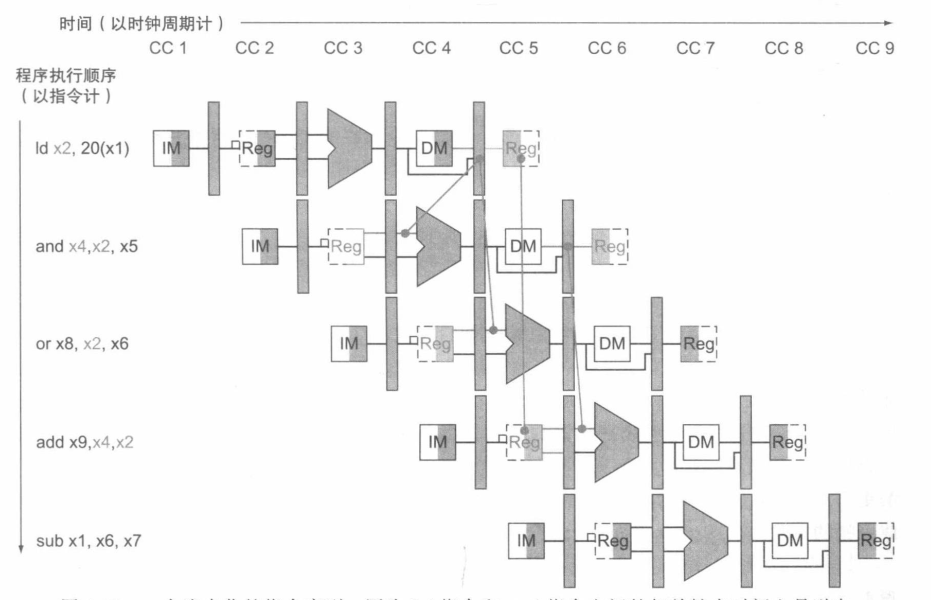 时间（以时钟周期计）
CC 1 CC 2 CC 3 CC 4 CC 5 CC 6 CC 7 CC 8 CC 9
程序执行顺序
（以指令计）
ld x2, 20(x1) IM Reg DM Reg
and x4,x2, x5 IM Reg DM Reg
or x8, x2, x6 IM Reg DM Reg
add x9,x4,x2 IM Reg DM Reg
sub x1, x6, x7 IM Reg DM Reg